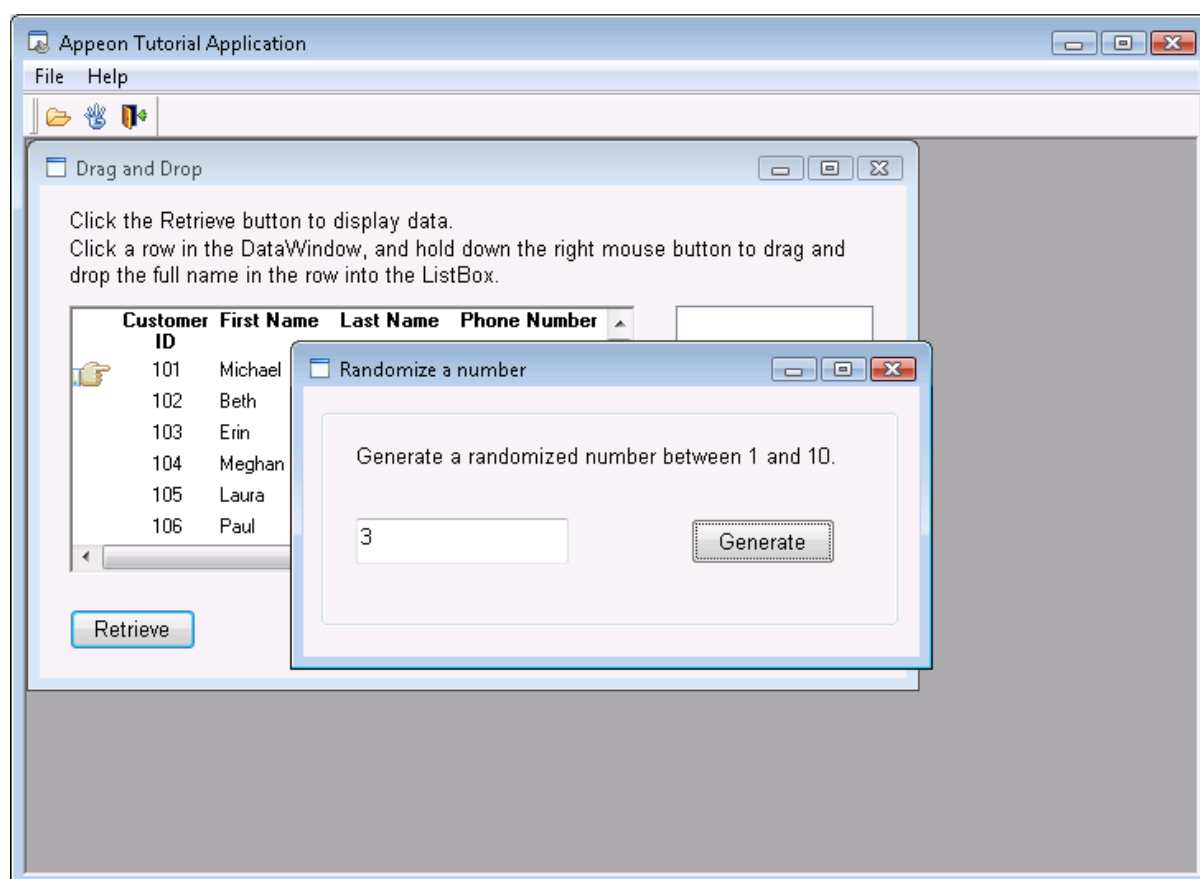 Appeon Tutorial Application
File Help
Drag and Drop
Click the Retrieve button to display data.
Click a row in the DataWindow, and hold down the right mouse button to drag and
drop the full name in the row into the ListBox.
Customer ID First Name Last Name Phone Number
101 Michael
102 Beth
103 Erin
104 Meghan
105 Laura
106 Paul
Retrieve
Randomize a number
Generate a randomized number between 1 and 10.
3
Generate